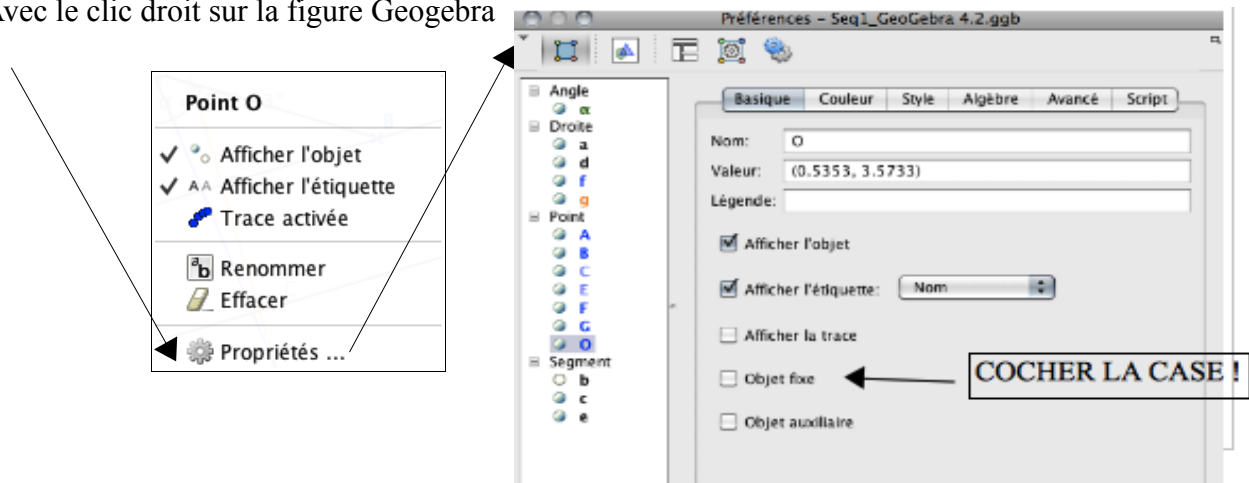 Avec le clic droit sur la figure Geogebra
Point O
Afficher l'objet
AA Afficher l'étiquette
Trace activée
ab Renommer
Effacer
Propriétés ...
Préférences – Seq1_GeoGebra 4.2.ggb
Angle
α
Droite
a
d
f
g
Point
A
B
C
E
F
G
O
Segment
b
c
e
Basique Couleur Style Algèbre Avancé Script
Nom: O
Valeur: (0.5353, 3.5733)
Légende:
Afficher l'objet
Afficher l'étiquette: Nom
Afficher la trace
Objet fixe
COCHER LA CASE !
Objet auxiliaire